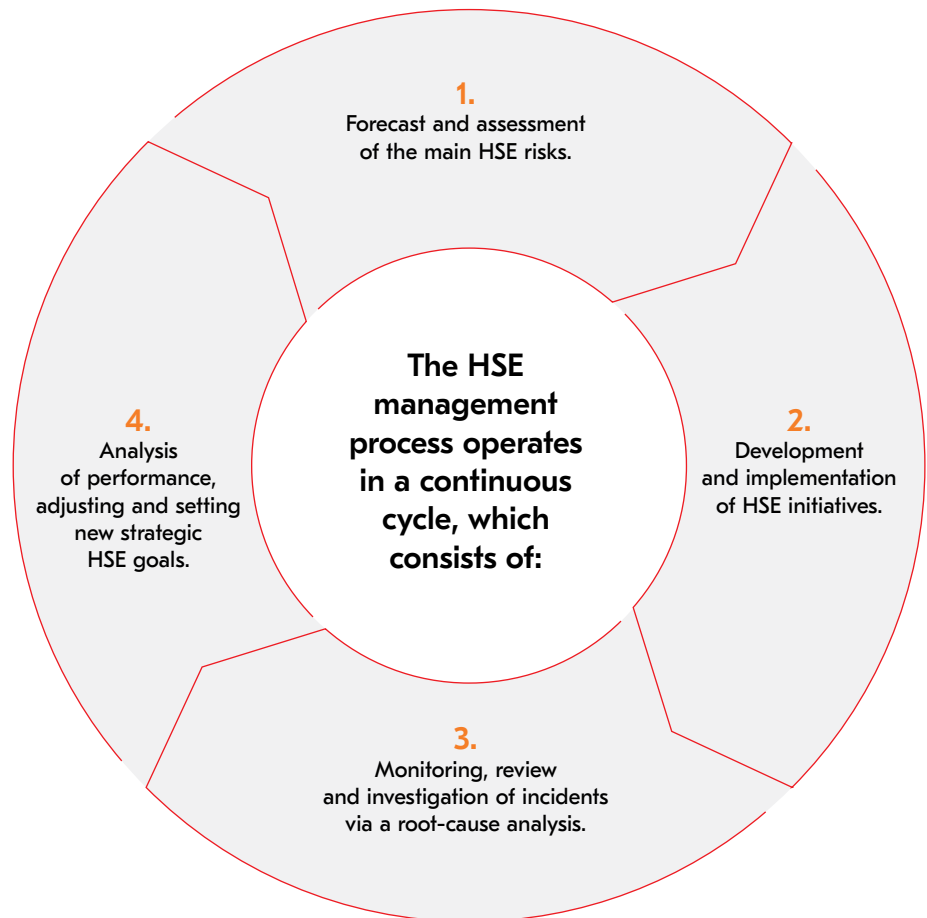 1.
Forecast and assessment
of the main HSE risks.
The HSE
management
process operates
in a continuous
cycle, which
consists of:
2.
Development
and implementation
of HSE initiatives.
3.
Monitoring, review
and investigation of incidents
via a root-cause analysis.
4.
Analysis
of performance,
adjusting and setting
new strategic
HSE goals.